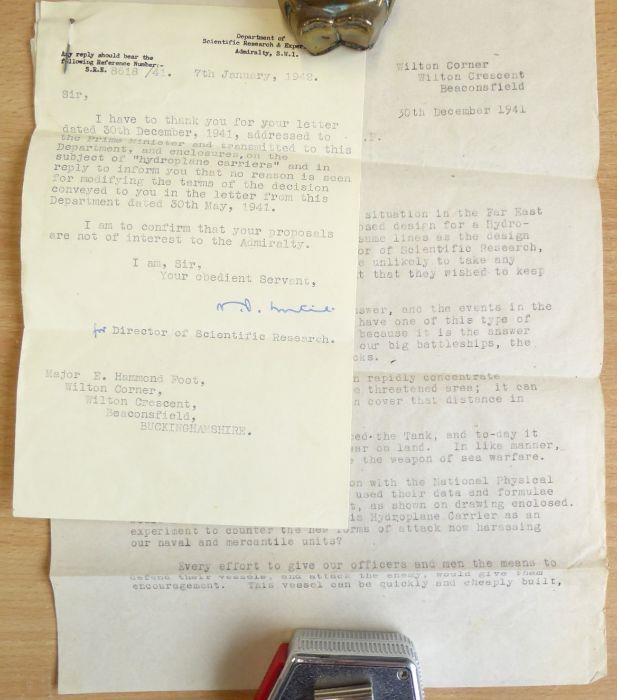 Department of
Scientific Research & Exper
Admiralty, S.W.1.
Any reply should bear the
following Reference Number:-
S.R.E. 8618/41. 7th January, 1942.
Sir,
I have to thank you for your letter
dated 30th December, 1941, addressed to
the Prime Minister and transmitted to this
Department, and enclosures, on the
subject of "hydroplane carriers" and in
reply to inform you that no reason is seen
for modifying the terms of the decision
conveyed to you in the letter from this
Department dated 30th May, 1941.
I am to confirm that your proposals
are not of interest to the Admiralty.
I am, Sir,
Your obedient Servant,
for Director of Scientific Research.
Major E. Hammond Foot,
Wilton Corner,
Wilton Crescent,
Beaconsfield,
BUCKINGHAMSHIRE.
Wilton Corner
Wilton Crescent
Beaconsfield
30th December 1941
situation in the Far East
osed design for a Hydro-
same lines as the design
or of Scientific Research,
e unlikely to take any
t that they wished to keep
swer, and the events in the
have one of this type of
because it is the answer
our big battleships, the
cks.
n rapidly concentrate
e threatened area; it can
n cover that distance in
ced the Tank, and to-day it
war on land. In like manner,
e the weapon of sea warfare.
on with the National Physical
used their data and formulae
t, as shown on drawing enclosed.
is Hydroplane Carrier as an
experiment to counter the new forms of attack now harassing
our naval and mercantile units?
Every effort to give our officers and men the means to
defend their vessels, and attack the enemy, would give them
encouragement. This vessel can be quickly and cheaply built,